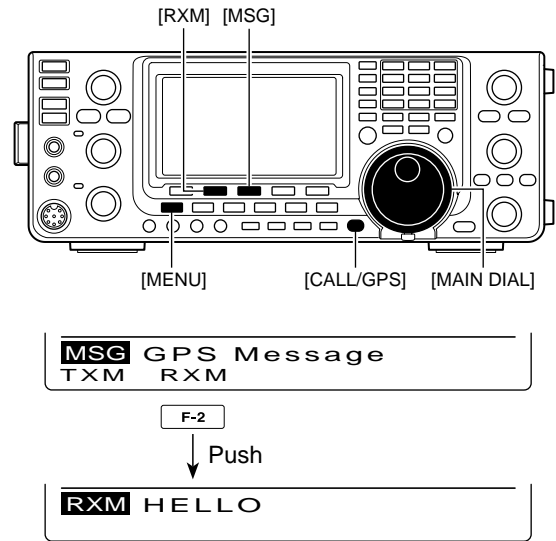 [RXM] [MSG]
[MENU] [CALL/GPS] [MAIN DIAL]
MSG GPS Message
TXM RXM
F-2
Push
RXM HELLO